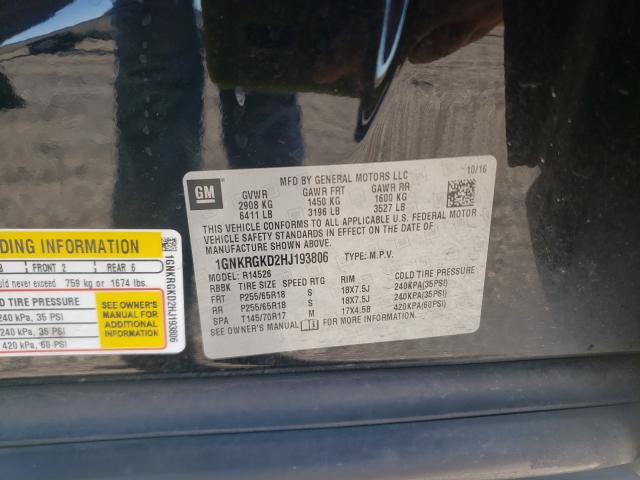 GM
MFD BY GENERAL MOTORS LLC
10/16
GVWR GAWR FRT GAWR RR
2908 KG 1450 KG 1600 KG
6411 LB 3196 LB 3527 LB
THIS VEHICLE CONFORMS TO ALL APPLICABLE U.S. FEDERAL MOTOR
VEHICLE SAFETY STANDARDS IN EFFECT ON THE DATE OF
MANUFACTURE SHOWN ABOVE.
1GNKRGKD2HJ193806 TYPE: M.P.V.
RBBK R14526
TIRE SIZE SPEED RTG RIM COLD TIRE PRESSURE
FRT P255/65R18 S 18X7.5J 240KPA(35PSI)
RR P255/65R18 S 18X7.5J 240KPA(35PSI)
SPA T145/70R17 M 17X4.5B 420KPA(60PSI)
SEE OWNER'S MANUAL FOR ADDITIONAL INFORMATION.
DING INFORMATION
FRONT 2 REAR 6
uld never exceed 759 kg or 1674 lbs.
TIRE PRESSURE
240 kPa, 35 PSI
240 kPa, 35 PSI
420 kPa, 60 PSI
SEE OWNER'S
MANUAL FOR
ADDITIONAL
INFORMATION
1GNKRGKD2HJ193806